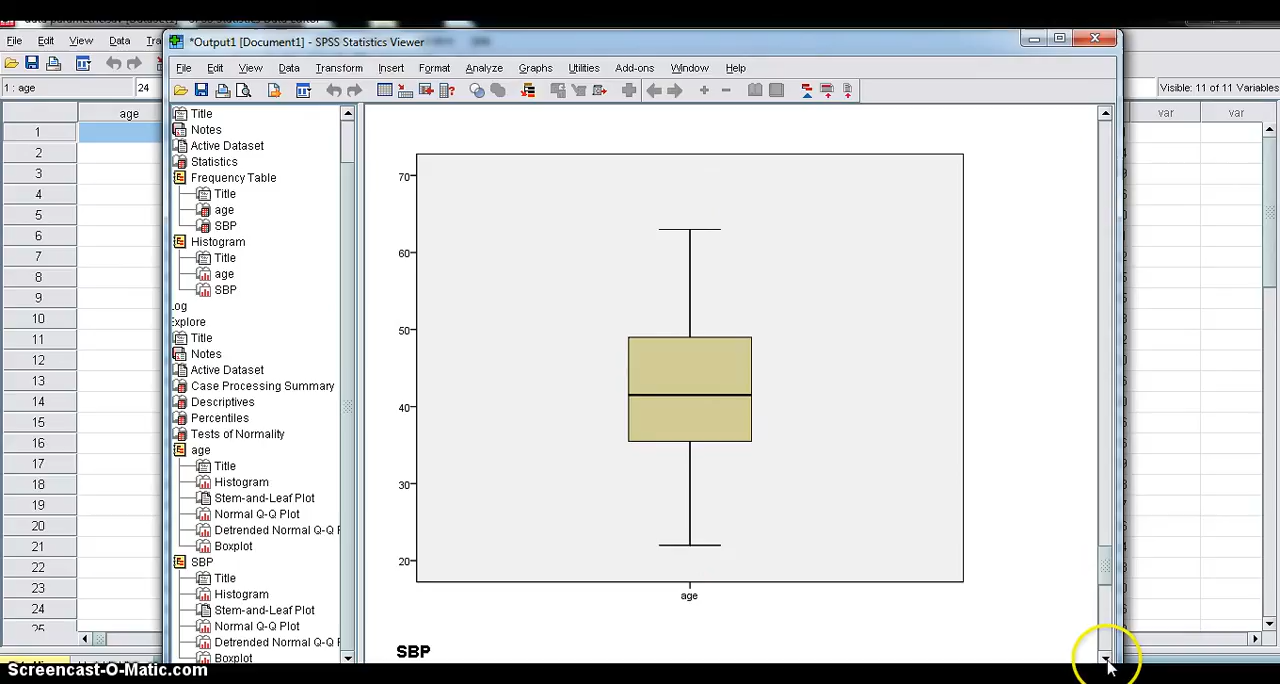 *Output1 [Document1] - SPSS Statistics Viewer
File Edit View Data Tra
File Edit View Data Transform Insert Format Analyze Graphs Utilities Add-ons Window Help
1 : age 24
Visible: 11 of 11 Variables
age var var
1
2
3
4
5
6
7
8
9
10
11
12
13
14
15
16
17
18
19
20
21
22
23
24
25
Title
Notes
Active Dataset
Statistics
Frequency Table
Title
age
SBP
Histogram
Title
age
SBP
Log
Explore
Title
Notes
Active Dataset
Case Processing Summary
Descriptives
Percentiles
Tests of Normality
age
Title
Histogram
Stem-and-Leaf Plot
Normal Q-Q Plot
Detrended Normal Q-Q P
Boxplot
SBP
Title
Histogram
Stem-and-Leaf Plot
Normal Q-Q Plot
Detrended Normal Q-Q P
Boxplot
70
60
50
40
30
20
age
SBP
Screencast-O-Matic.com